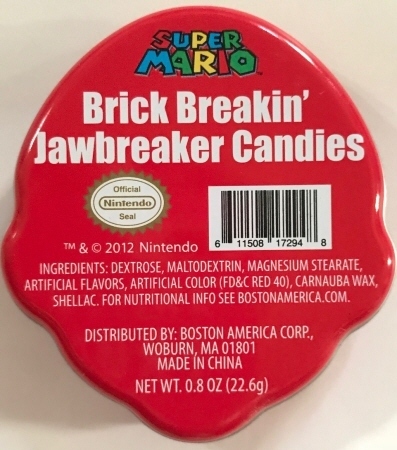 SUPER
MARIO™
Brick Breakin'
Jawbreaker Candies
Official
Nintendo
Seal
6 11508 17294 8
™ & © 2012 Nintendo
INGREDIENTS: DEXTROSE, MALTODEXTRIN, MAGNESIUM STEARATE,
ARTIFICIAL FLAVORS, ARTIFICIAL COLOR (FD&C RED 40), CARNAUBA WAX,
SHELLAC. FOR NUTRITIONAL INFO SEE BOSTONAMERICA.COM.
DISTRIBUTED BY: BOSTON AMERICA CORP.,
WOBURN, MA 01801
MADE IN CHINA
NET WT. 0.8 OZ (22.6g)